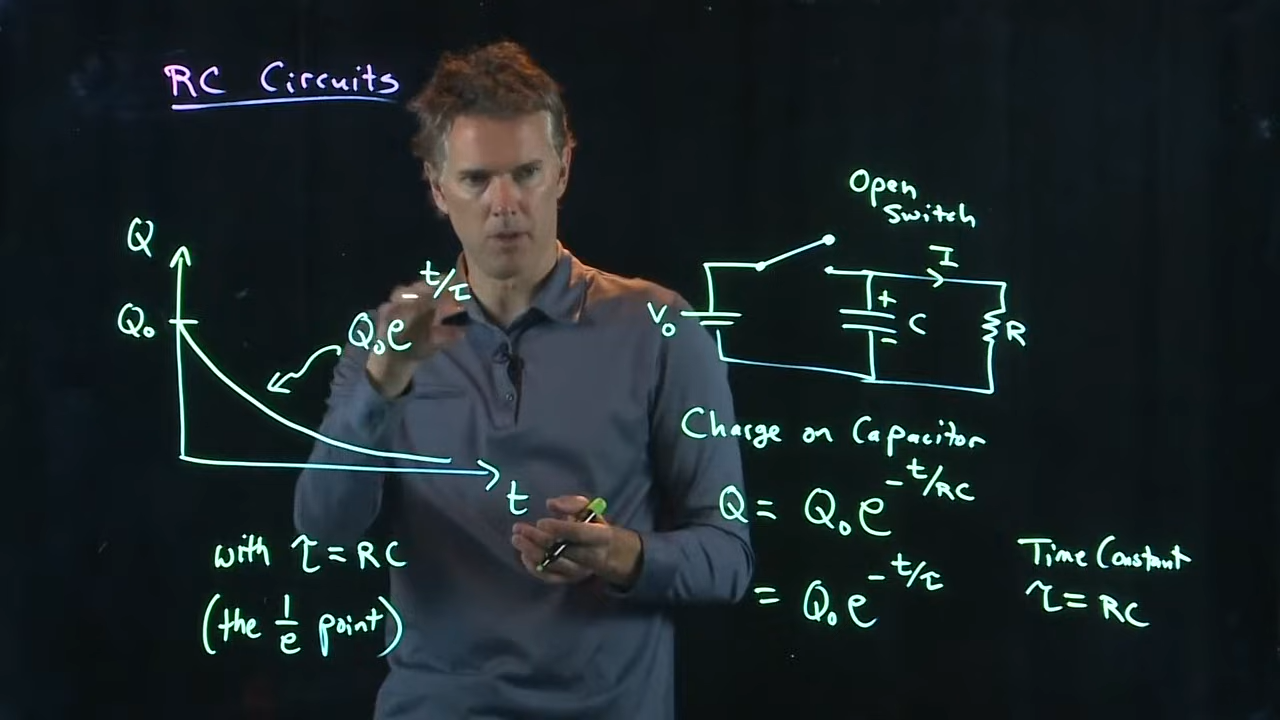 RC Circuits
Q
Q₀
Q₀e^(-t/τ)
t
with τ = RC
(the 1/e point)
Open
Switch
I
V₀
+
C
-
R
Charge on Capacitor
Q = Q₀e^(-t/RC)
= Q₀e^(-t/τ)
Time Constant
τ = RC